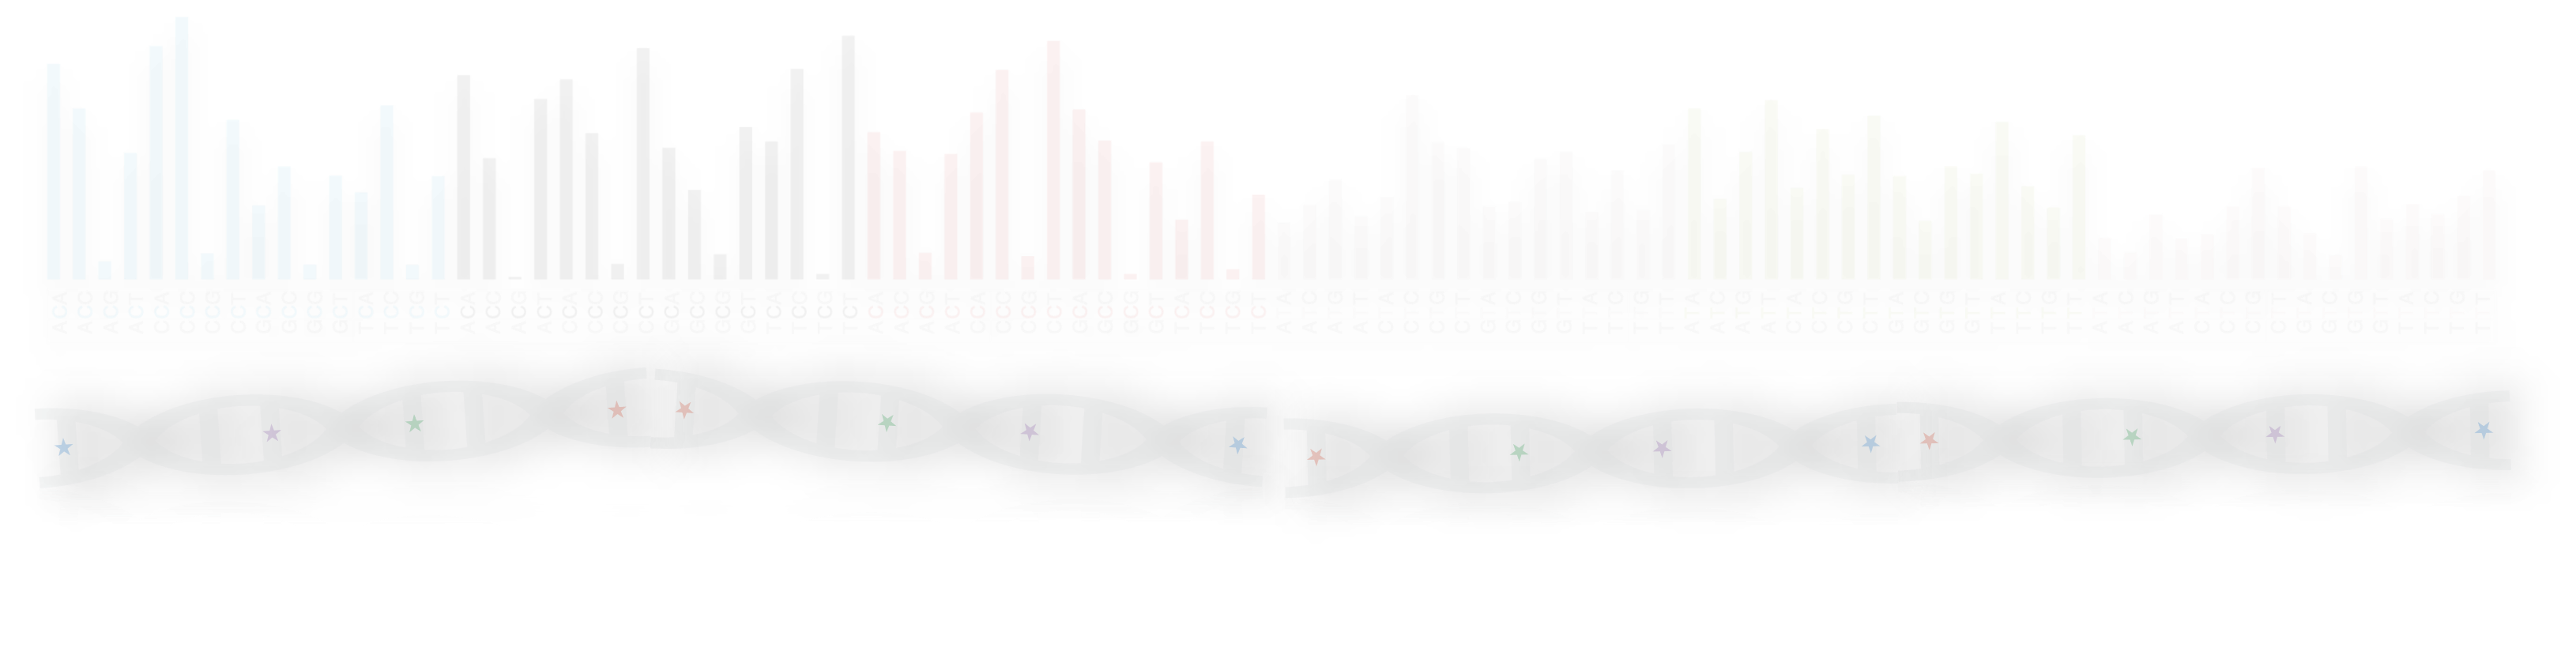 ACA ACC ACG ACT CCA CCC CCG CCT GCA GCC GCG GCT TCA TCC TCG TCT ACA ACC ACG ACT CCA CCC CCG CCT GCA GCC GCG GCT TCA TCC TCG TCT ACA ACC ACG ACT CCA CCC CCG CCT GCA GCC GCG GCT TCA TCC TCG TCT ATA ATC ATG ATT CTA CTC CTG CTT GTA GTC GTG GTT TTA TTC TTG TTT ATA ATC ATG ATT CTA CTC CTG CTT GTA GTC GTG GTT TTA TTC TTG TTT ATA ATC ATG ATT CTA CTC CTG CTT GTA GTC GTG GTT TTA TTC TTG TTT